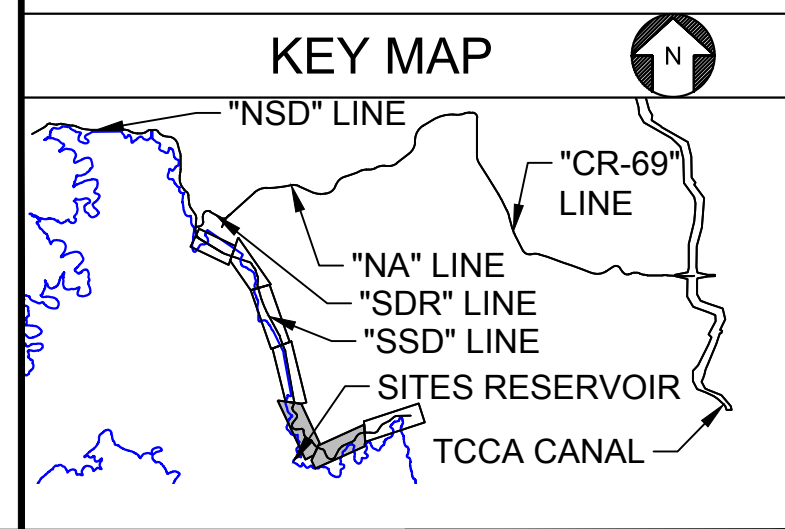 KEY MAP
N
"NSD" LINE
"CR-69"
LINE
"NA" LINE
"SDR" LINE
"SSD" LINE
SITES RESERVOIR
TCCA CANAL